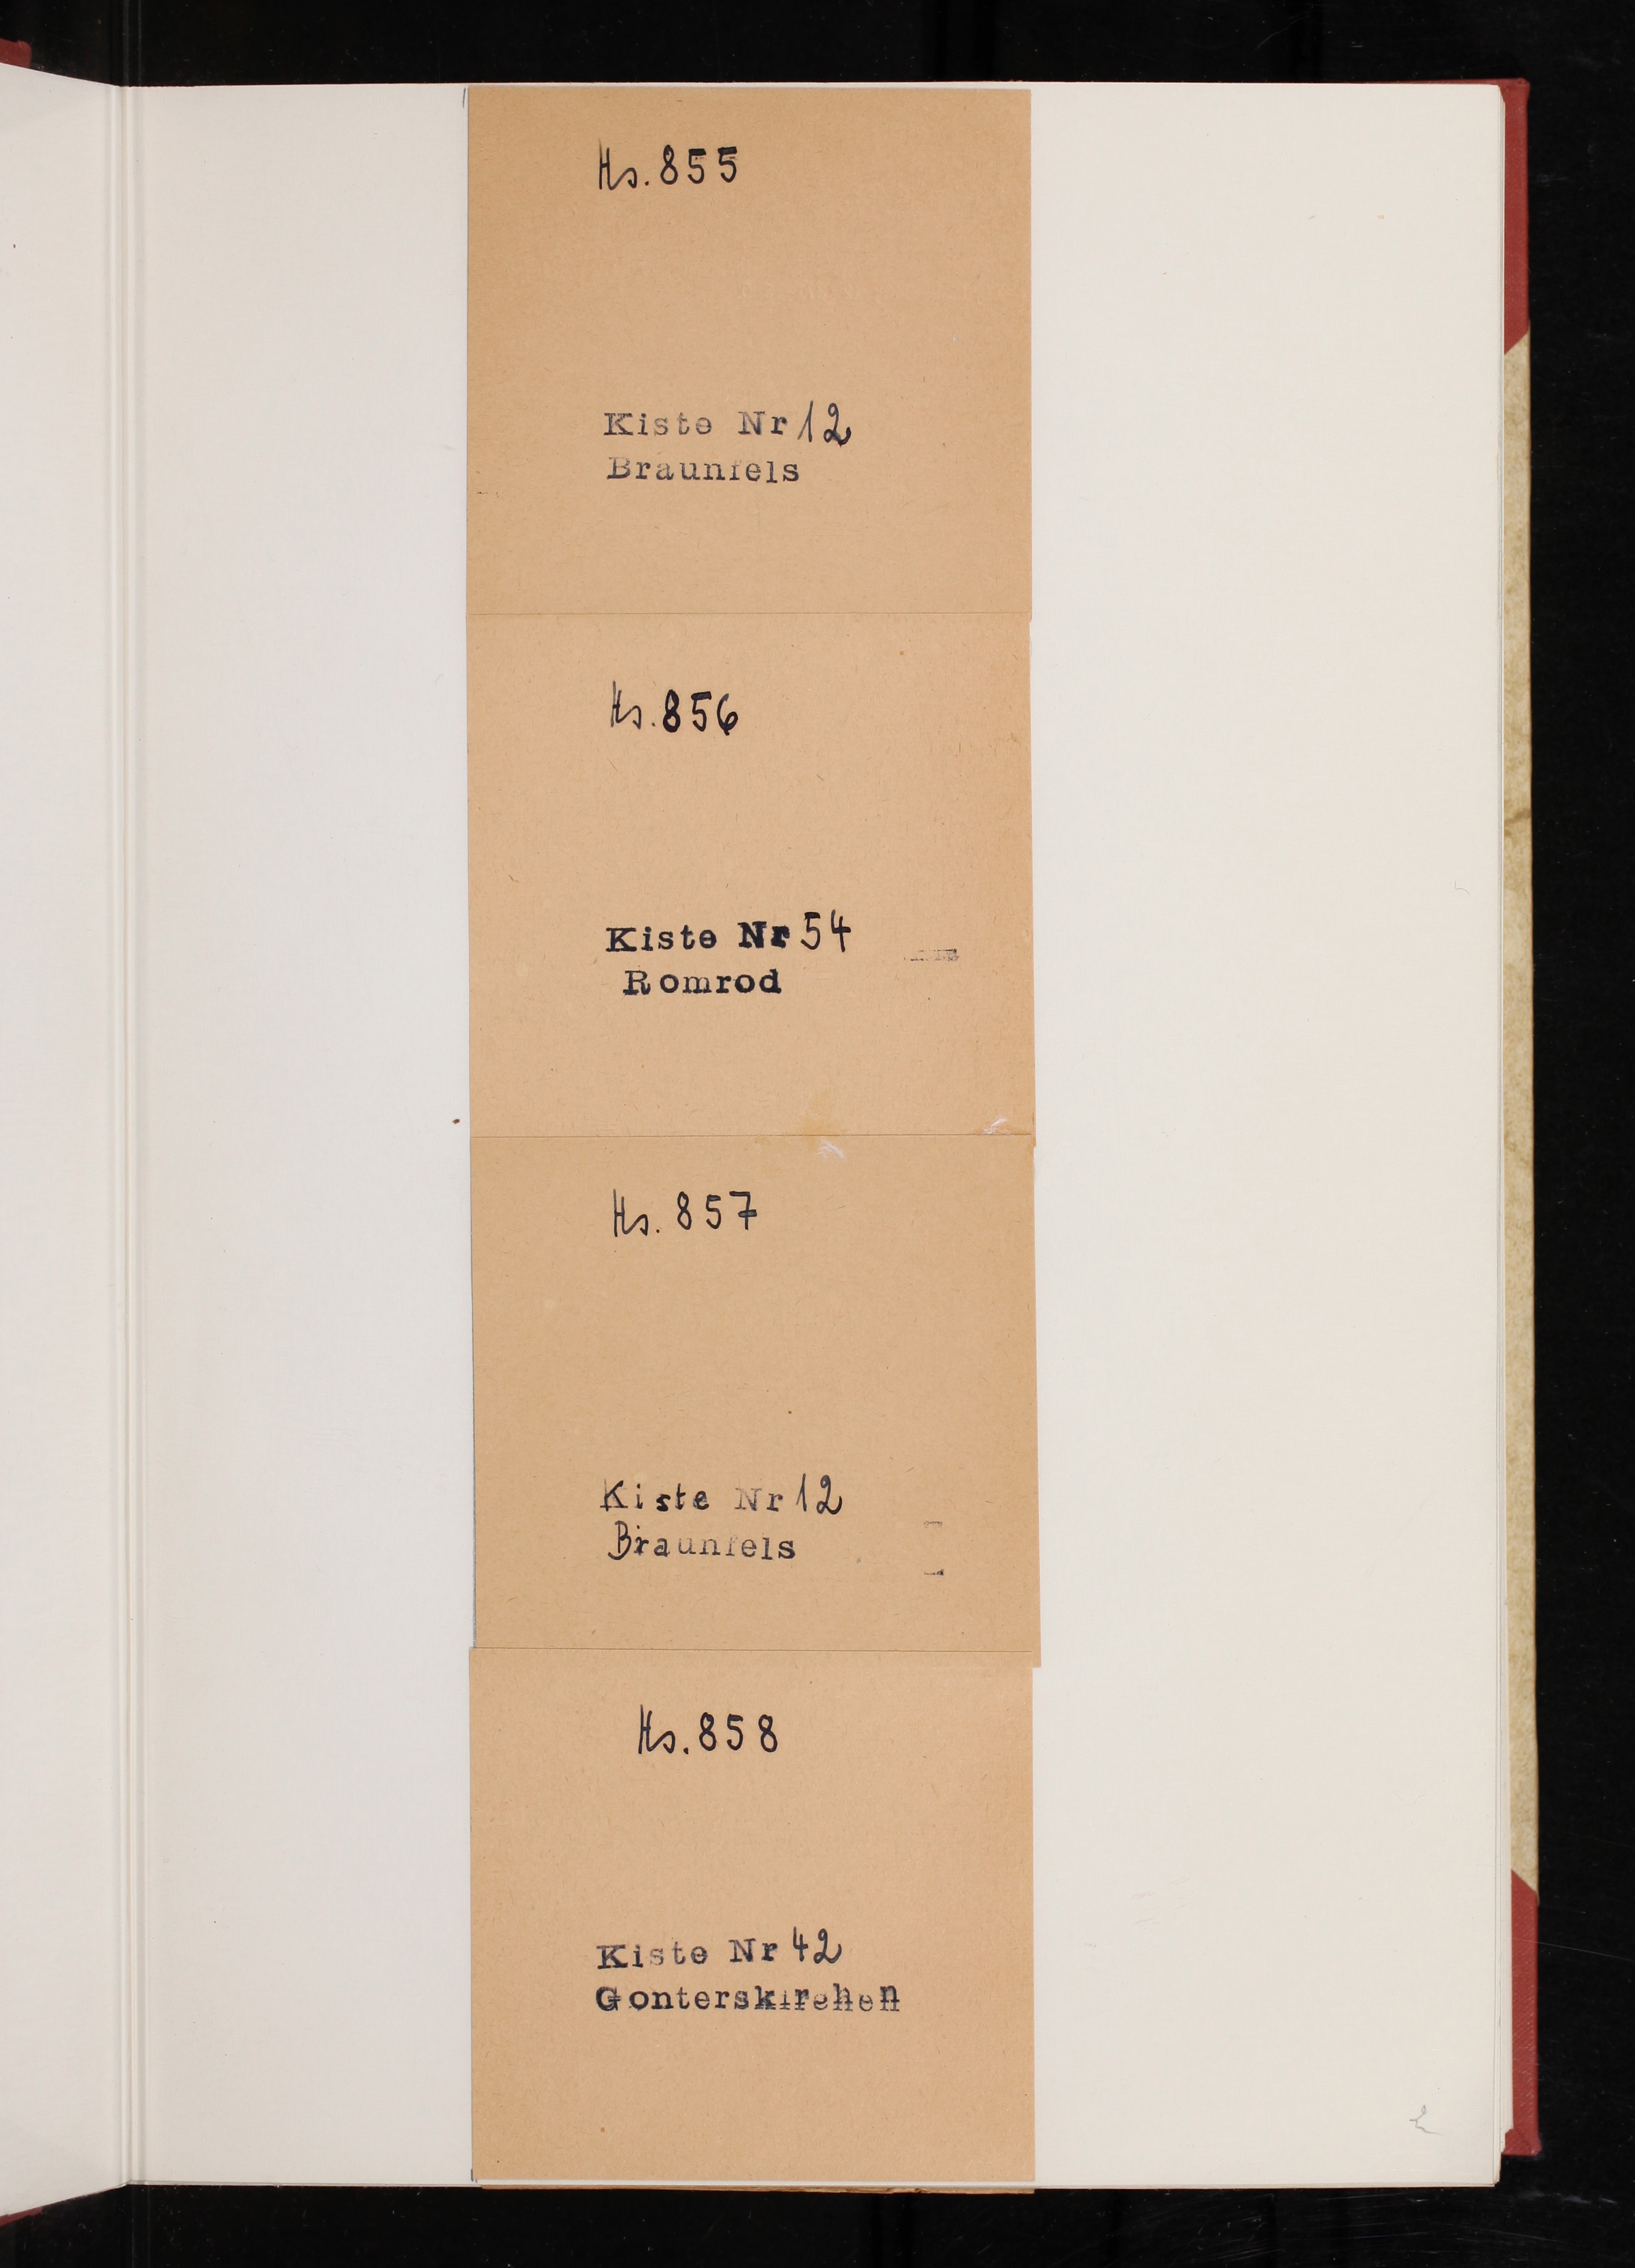 Hs. 855
Kiste Nr 12
Braunfels
Hs. 856
Kiste Nr 54
Romrod
Hs. 857
Kiste Nr 12
Braunfels
Hs. 858
Kiste Nr 42
Gonterskirchen
2